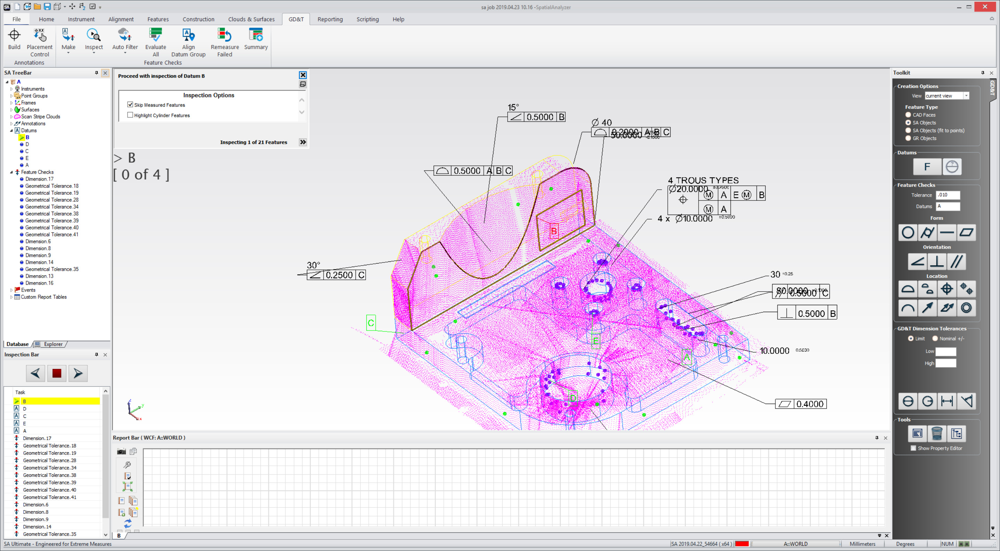 SA
sa job 2019.04.23 10.16 -SpatialAnalyzer
File Home Instrument Alignment Features Construction Clouds & Surfaces GD&T Reporting Scripting Help
Build
Placement Control
Make
Inspect
Auto Filter
Evaluate All
Align Datum Group
Remeasure Failed
Summary
Annotations
Feature Checks
SA TreeBar
A
Instruments
Point Groups
Frames
Surfaces
Scan Stripe Clouds
Annotations
Datums
B
D
C
E
A
Feature Checks
Dimension.17
Geometrical Tolerance.18
Geometrical Tolerance.19
Geometrical Tolerance.28
Geometrical Tolerance.34
Geometrical Tolerance.38
Geometrical Tolerance.39
Geometrical Tolerance.40
Geometrical Tolerance.41
Dimension.6
Dimension.8
Dimension.9
Dimension.14
Geometrical Tolerance.35
Dimension.13
Dimension.16
Events
Custom Report Tables
Database Explorer
Inspection Bar
Task
B
D
C
E
A
Dimension.17
Geometrical Tolerance.18
Geometrical Tolerance.19
Geometrical Tolerance.28
Geometrical Tolerance.34
Geometrical Tolerance.38
Geometrical Tolerance.39
Geometrical Tolerance.40
Geometrical Tolerance.41
Dimension.6
Dimension.8
Dimension.9
Dimension.14
Geometrical Tolerance.35
Proceed with inspection of Datum B
Inspection Options
Skip Measured Features
Highlight Cylinder Features
Inspecting 1 of 21 Features
> B
[ 0 of 4 ]
15°
0.5000 B
Ø 40
0.2000 A B C
50.0000
0.5000 A B C
4 TROUS TYPES
Ø20.0000
M A E M B
M A
4 x Ø10.0000
B
30°
0.2500 C
30 +0.25
80.0000
0.5000 C
0.5000 B
C
E
A
D
10.0000
0.4000
z
y
x
Report Bar ( WCF: A::WORLD )
B
Toolkit
GD&T
Creation Options
View current view
Feature Type
CAD Faces
SA Objects
SA Objects (fit to points)
GR Objects
Datums
F
Feature Checks
Tolerance .010
Datums A
Form
Orientation
Location
GD&T Dimension Tolerances
Limit Nominal +/-
Low
High
Tools
Show Property Editor
SA Ultimate - Engineered for Extreme Measures
SA 2019.04.22_54664 ( x64 )
A::WORLD
Millimeters
Degrees
NUM